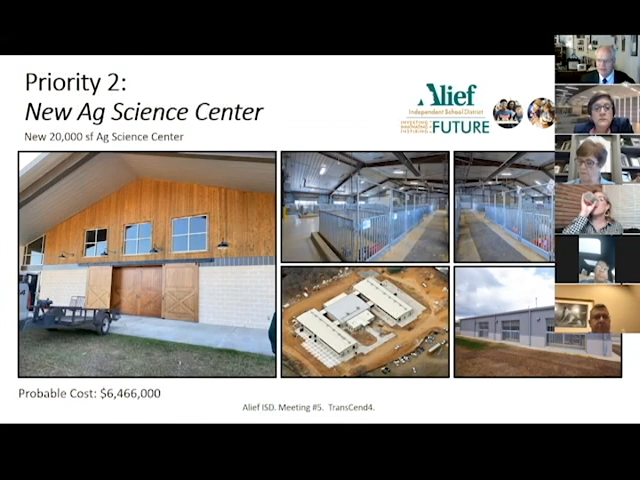 Priority 2:
New Ag Science Center
New 20,000 sf Ag Science Center
Alief
Independent School District
INVESTING
INNOVATING
INSPIRING
FUTURE
Probable Cost: $6,466,000
Alief ISD. Meeting #5. TransCend4.